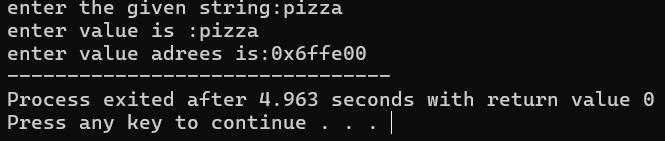 enter the given string:pizza
enter value is :pizza
enter value adrees is:0x6ffe00
--------------------------------
Process exited after 4.963 seconds with return value 0
Press any key to continue . . .